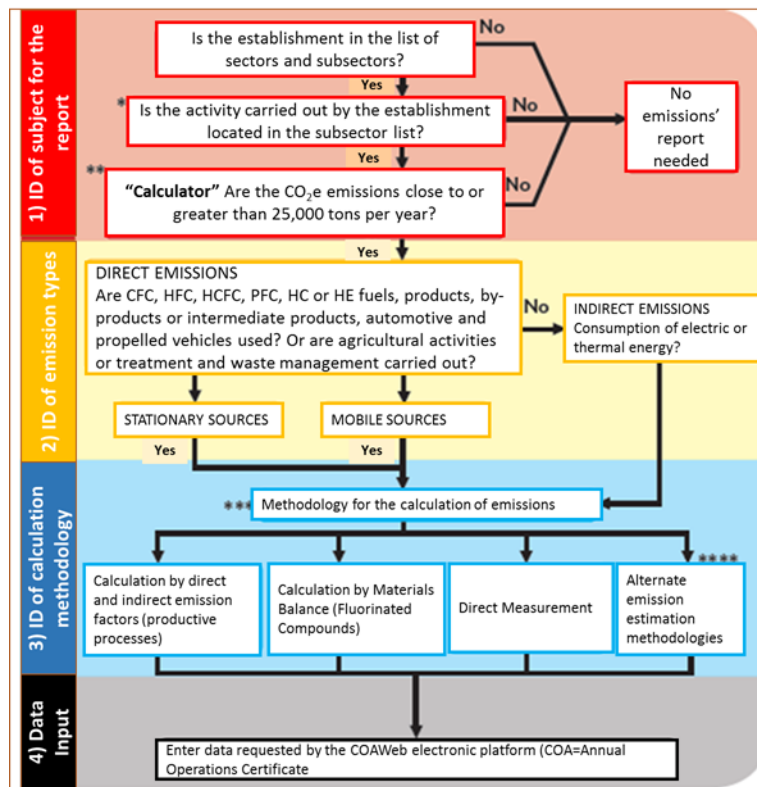 1) ID of subject for the
report
Is the establishment in the list of
sectors and subsectors?
No
Yes
*
Is the activity carried out by the establishment
located in the subsector list?
No
No
emissions'
report
needed
Yes
**
"Calculator" Are the CO2e emissions close to or
greater than 25,000 tons per year?
No
Yes
2) ID of emission types
DIRECT EMISSIONS
Are CFC, HFC, HCFC, PFC, HC or HE fuels, products, by-
products or intermediate products, automotive and
propelled vehicles used? Or are agricultural activities
or treatment and waste management carried out?
No
INDIRECT EMISSIONS
Consumption of electric or
thermal energy?
STATIONARY SOURCES
MOBILE SOURCES
Yes
Yes
3) ID of calculation
methodology
***
Methodology for the calculation of emissions
Calculation by direct
and indirect emission
factors (productive
processes)
Calculation by Materials
Balance (Fluorinated
Compounds)
Direct Measurement
****
Alternate
emission
estimation
methodologies
4) Data
Input
Enter data requested by the COAWeb electronic platform (COA=Annual
Operations Certificate